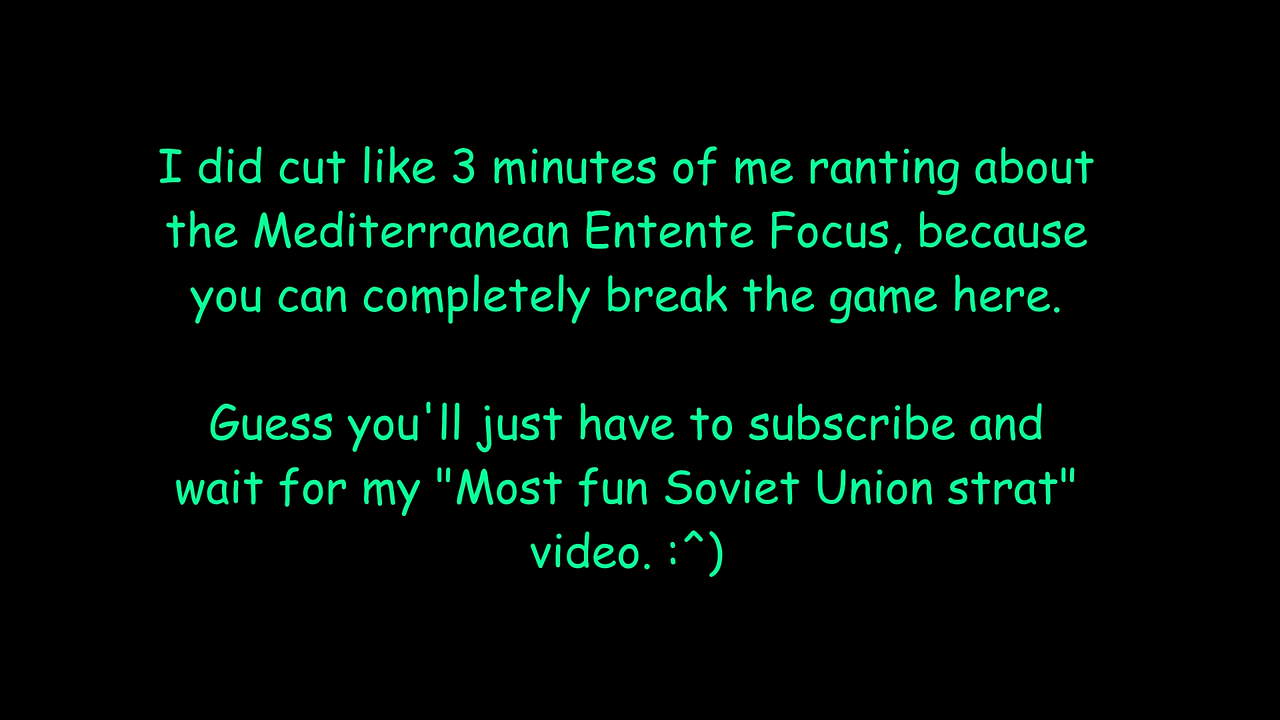 I did cut like 3 minutes of me ranting about
the Mediterranean Entente Focus, because
you can completely break the game here.
Guess you'll just have to subscribe and
wait for my "Most fun Soviet Union strat"
video. :^)